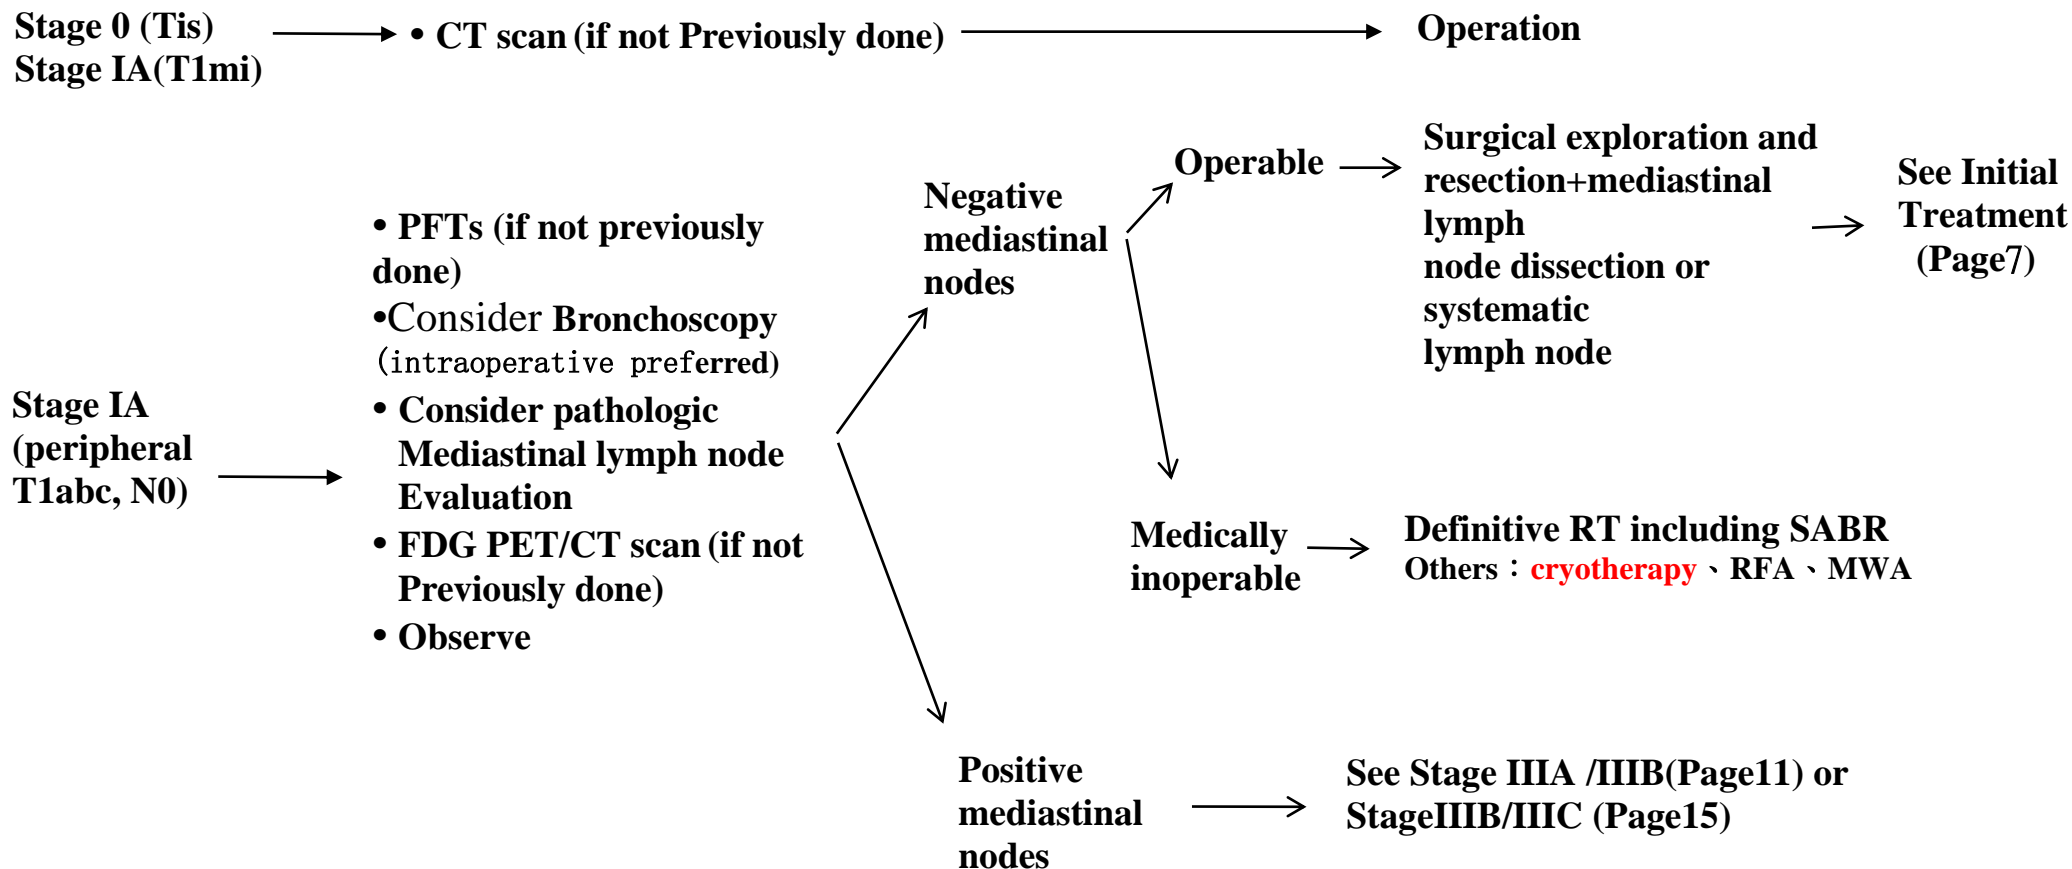 Stage 0 (Tis)
Stage IA(T1mi)
• CT scan (if not Previously done)
Operation
Stage IA
(peripheral
T1abc, N0)
• PFTs (if not previously
done)
•Consider Bronchoscopy
(intraoperative preferred)
• Consider pathologic
Mediastinal lymph node
Evaluation
• FDG PET/CT scan (if not
Previously done)
• Observe
Negative
mediastinal
nodes
Operable
Surgical exploration and
resection+mediastinal
lymph
node dissection or
systematic
lymph node
See Initial
Treatment
(Page7)
Medically
inoperable
Definitive RT including SABR
Others：cryotherapy、RFA、MWA
Positive
mediastinal
nodes
See Stage IIIA /IIIB(Page11) or
StageIIIB/IIIC (Page15)